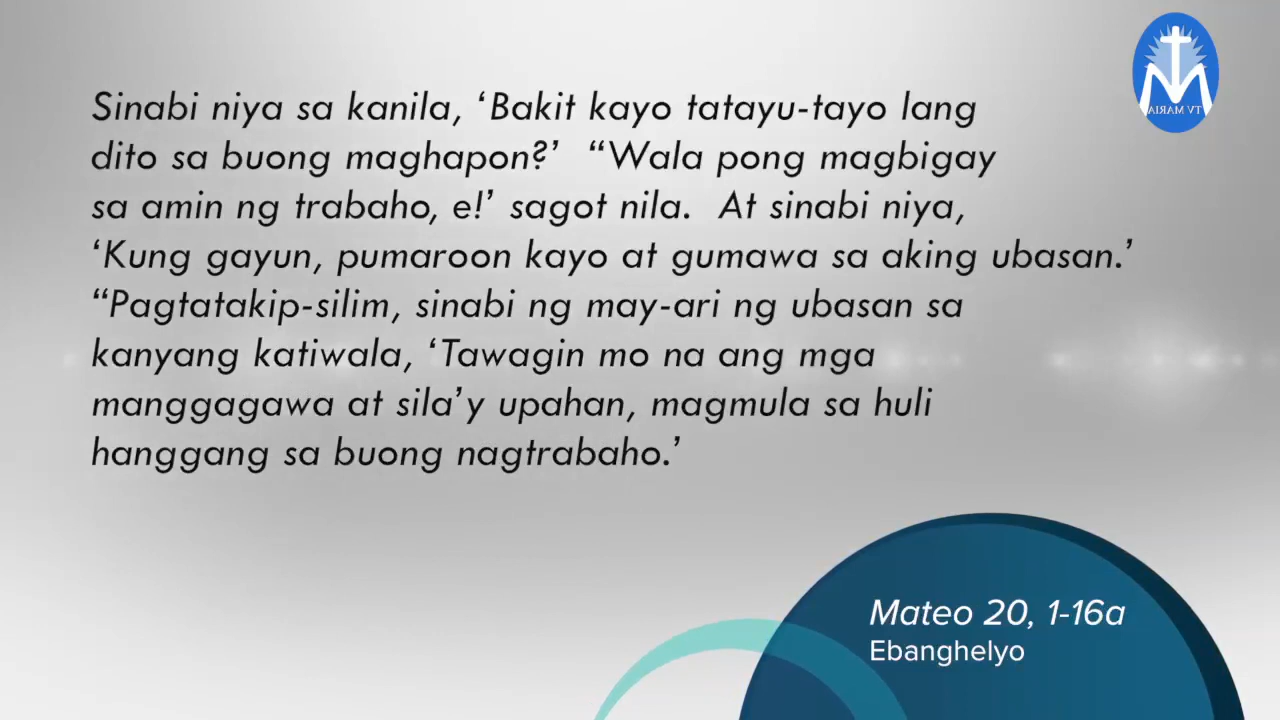 Sinabi niya sa kanila, ‘Bakit kayo tatayu-tayo lang
dito sa buong maghapon?’  “Wala pong magbigay
sa amin ng trabaho, e!’ sagot nila.  At sinabi niya,
‘Kung gayun, pumaroon kayo at gumawa sa aking ubasan.’
“Pagtatakip-silim, sinabi ng may-ari ng ubasan sa
kanyang katiwala, ‘Tawagin mo na ang mga
manggagawa at sila’y upahan, magmula sa huli
hanggang sa buong nagtrabaho.’
Mateo 20, 1-16a
Ebanghelyo
TV MARIA